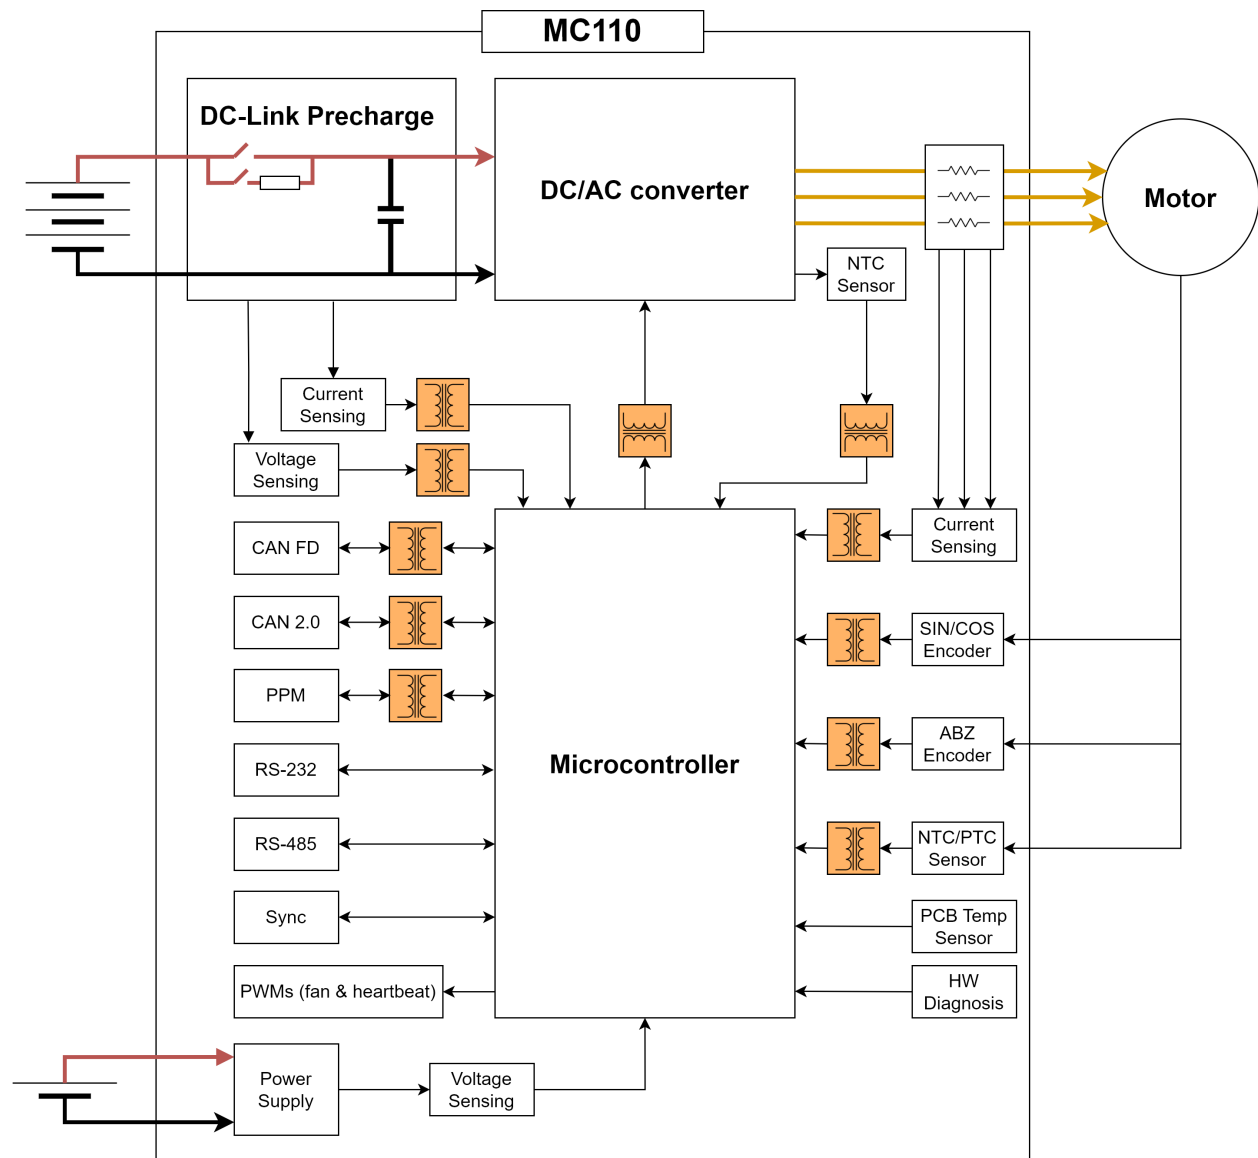 MC110
DC-Link Precharge
DC/AC converter
Motor
NTC
Sensor
Current
Sensing
Voltage
Sensing
CAN FD
CAN 2.0
PPM
RS-232
RS-485
Sync
PWMs (fan & heartbeat)
Microcontroller
Current
Sensing
SIN/COS
Encoder
ABZ
Encoder
NTC/PTC
Sensor
PCB Temp
Sensor
HW
Diagnosis
Power
Supply
Voltage
Sensing